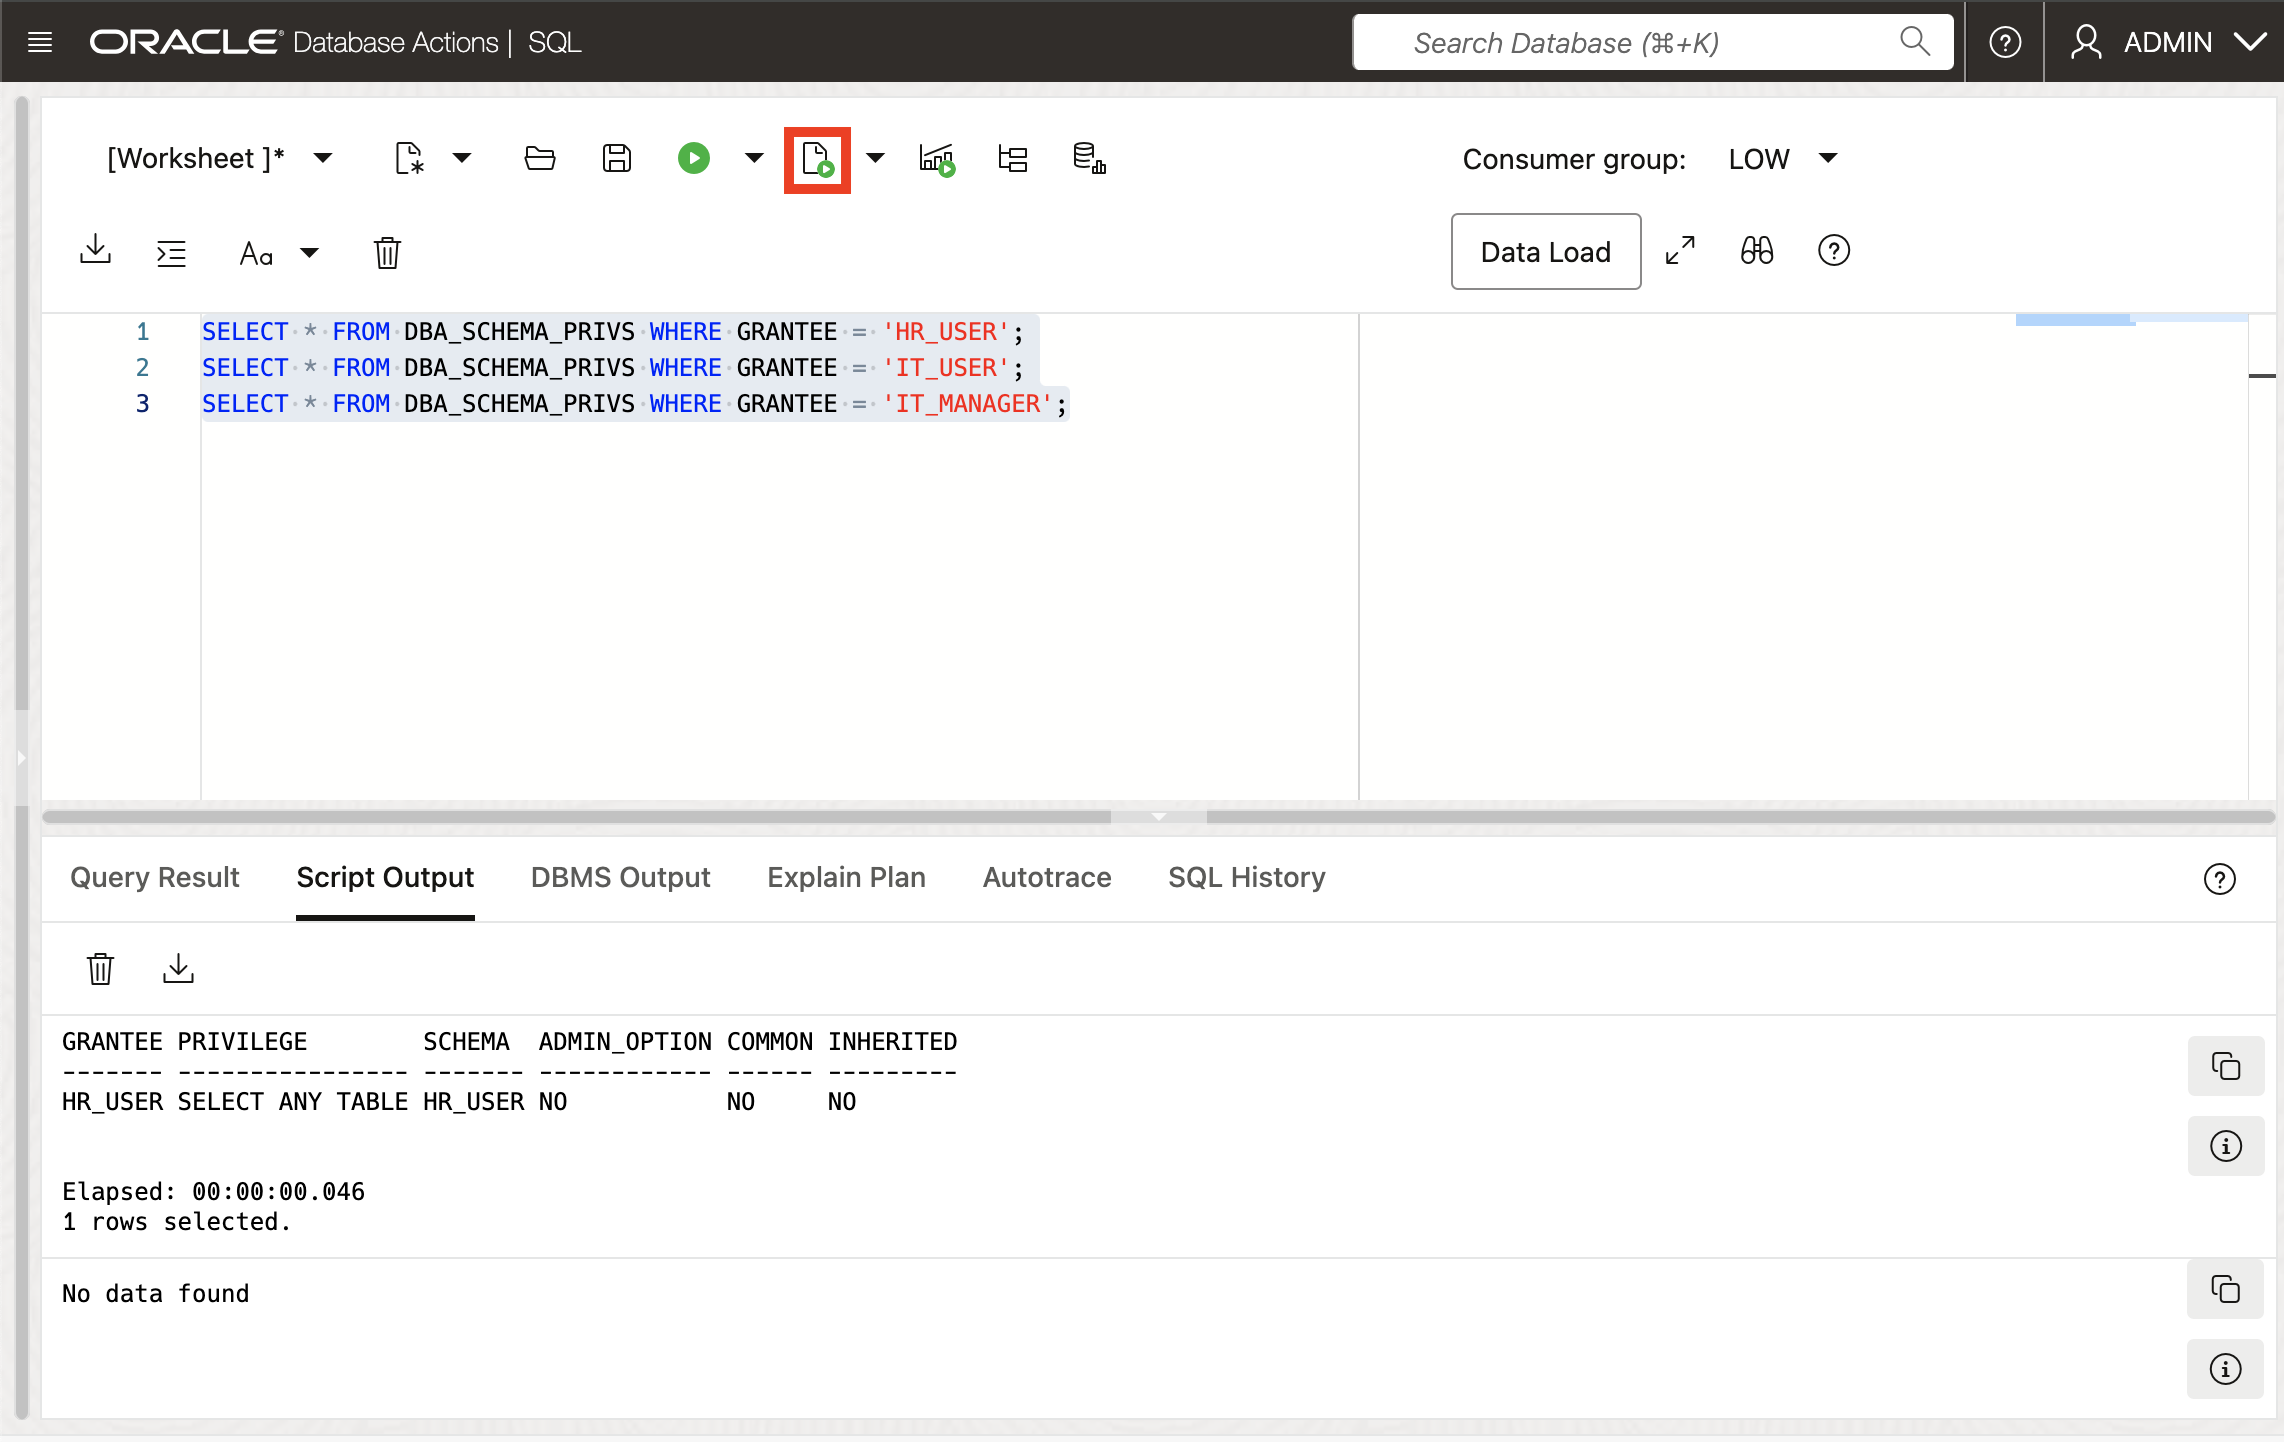 ORACLE® Database Actions | SQL
Search Database (⌘+K)
ADMIN
[Worksheet ]*
Consumer group: LOW
Aa
Data Load
1 SELECT * FROM DBA_SCHEMA_PRIVS WHERE GRANTEE = 'HR_USER';
2 SELECT * FROM DBA_SCHEMA_PRIVS WHERE GRANTEE = 'IT_USER';
3 SELECT * FROM DBA_SCHEMA_PRIVS WHERE GRANTEE = 'IT_MANAGER';
Query Result Script Output DBMS Output Explain Plan Autotrace SQL History
GRANTEE PRIVILEGE        SCHEMA  ADMIN_OPTION COMMON INHERITED
------- ---------------- ------- ------------ ------ ---------
HR_USER SELECT ANY TABLE HR_USER NO           NO     NO
Elapsed: 00:00:00.046
1 rows selected.
No data found